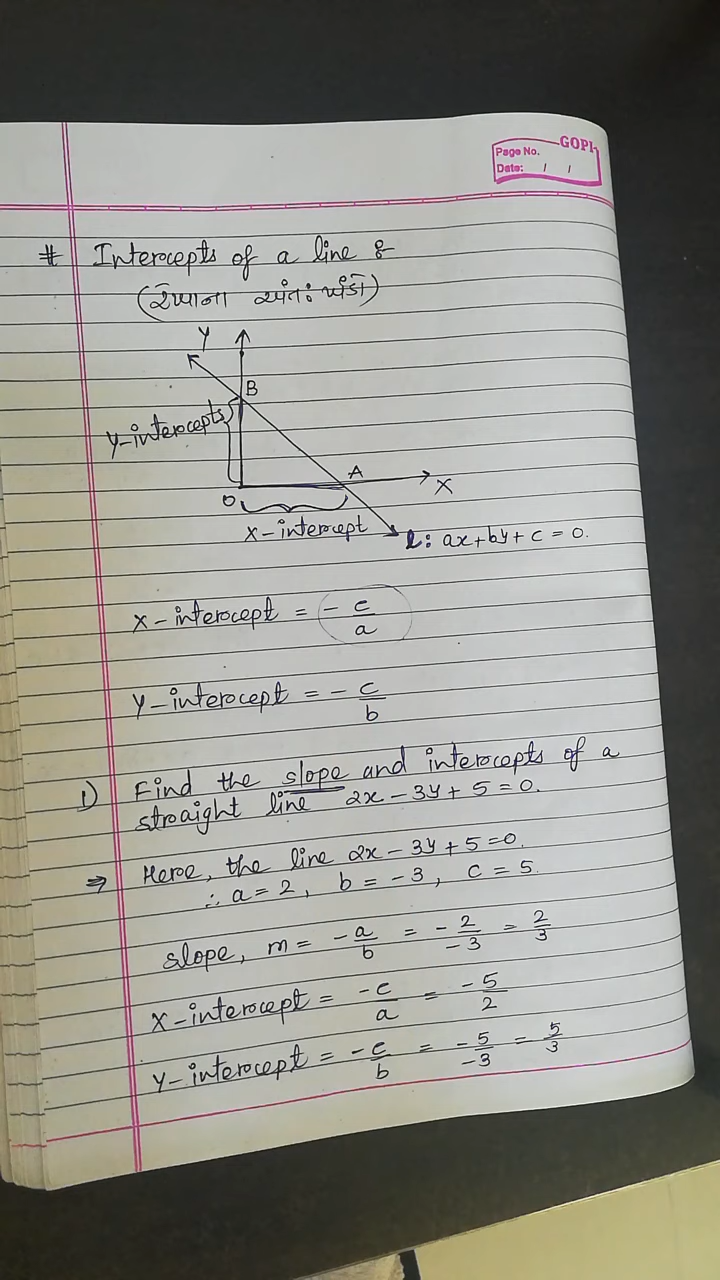 GOPI
Page No.
Date: / /
# Intercepts of a line :-
(રેખાના અંતઃખંડો)
Y
B
Y-intercepts
A
X
O
X-intercept
l: ax+by+c=0.
X-intercept = -c/a
Y-intercept = -c/b
1) Find the slope and intercepts of a
straight line 2x-3y+5=0.
⇒ Here, the line 2x-3y+5=0.
∴ a=2, b=-3, c=5.
slope, m = -a/b = -2/-3 = 2/3
X-intercept = -c/a = -5/2
Y-intercept = -c/b = -5/-3 = 5/3